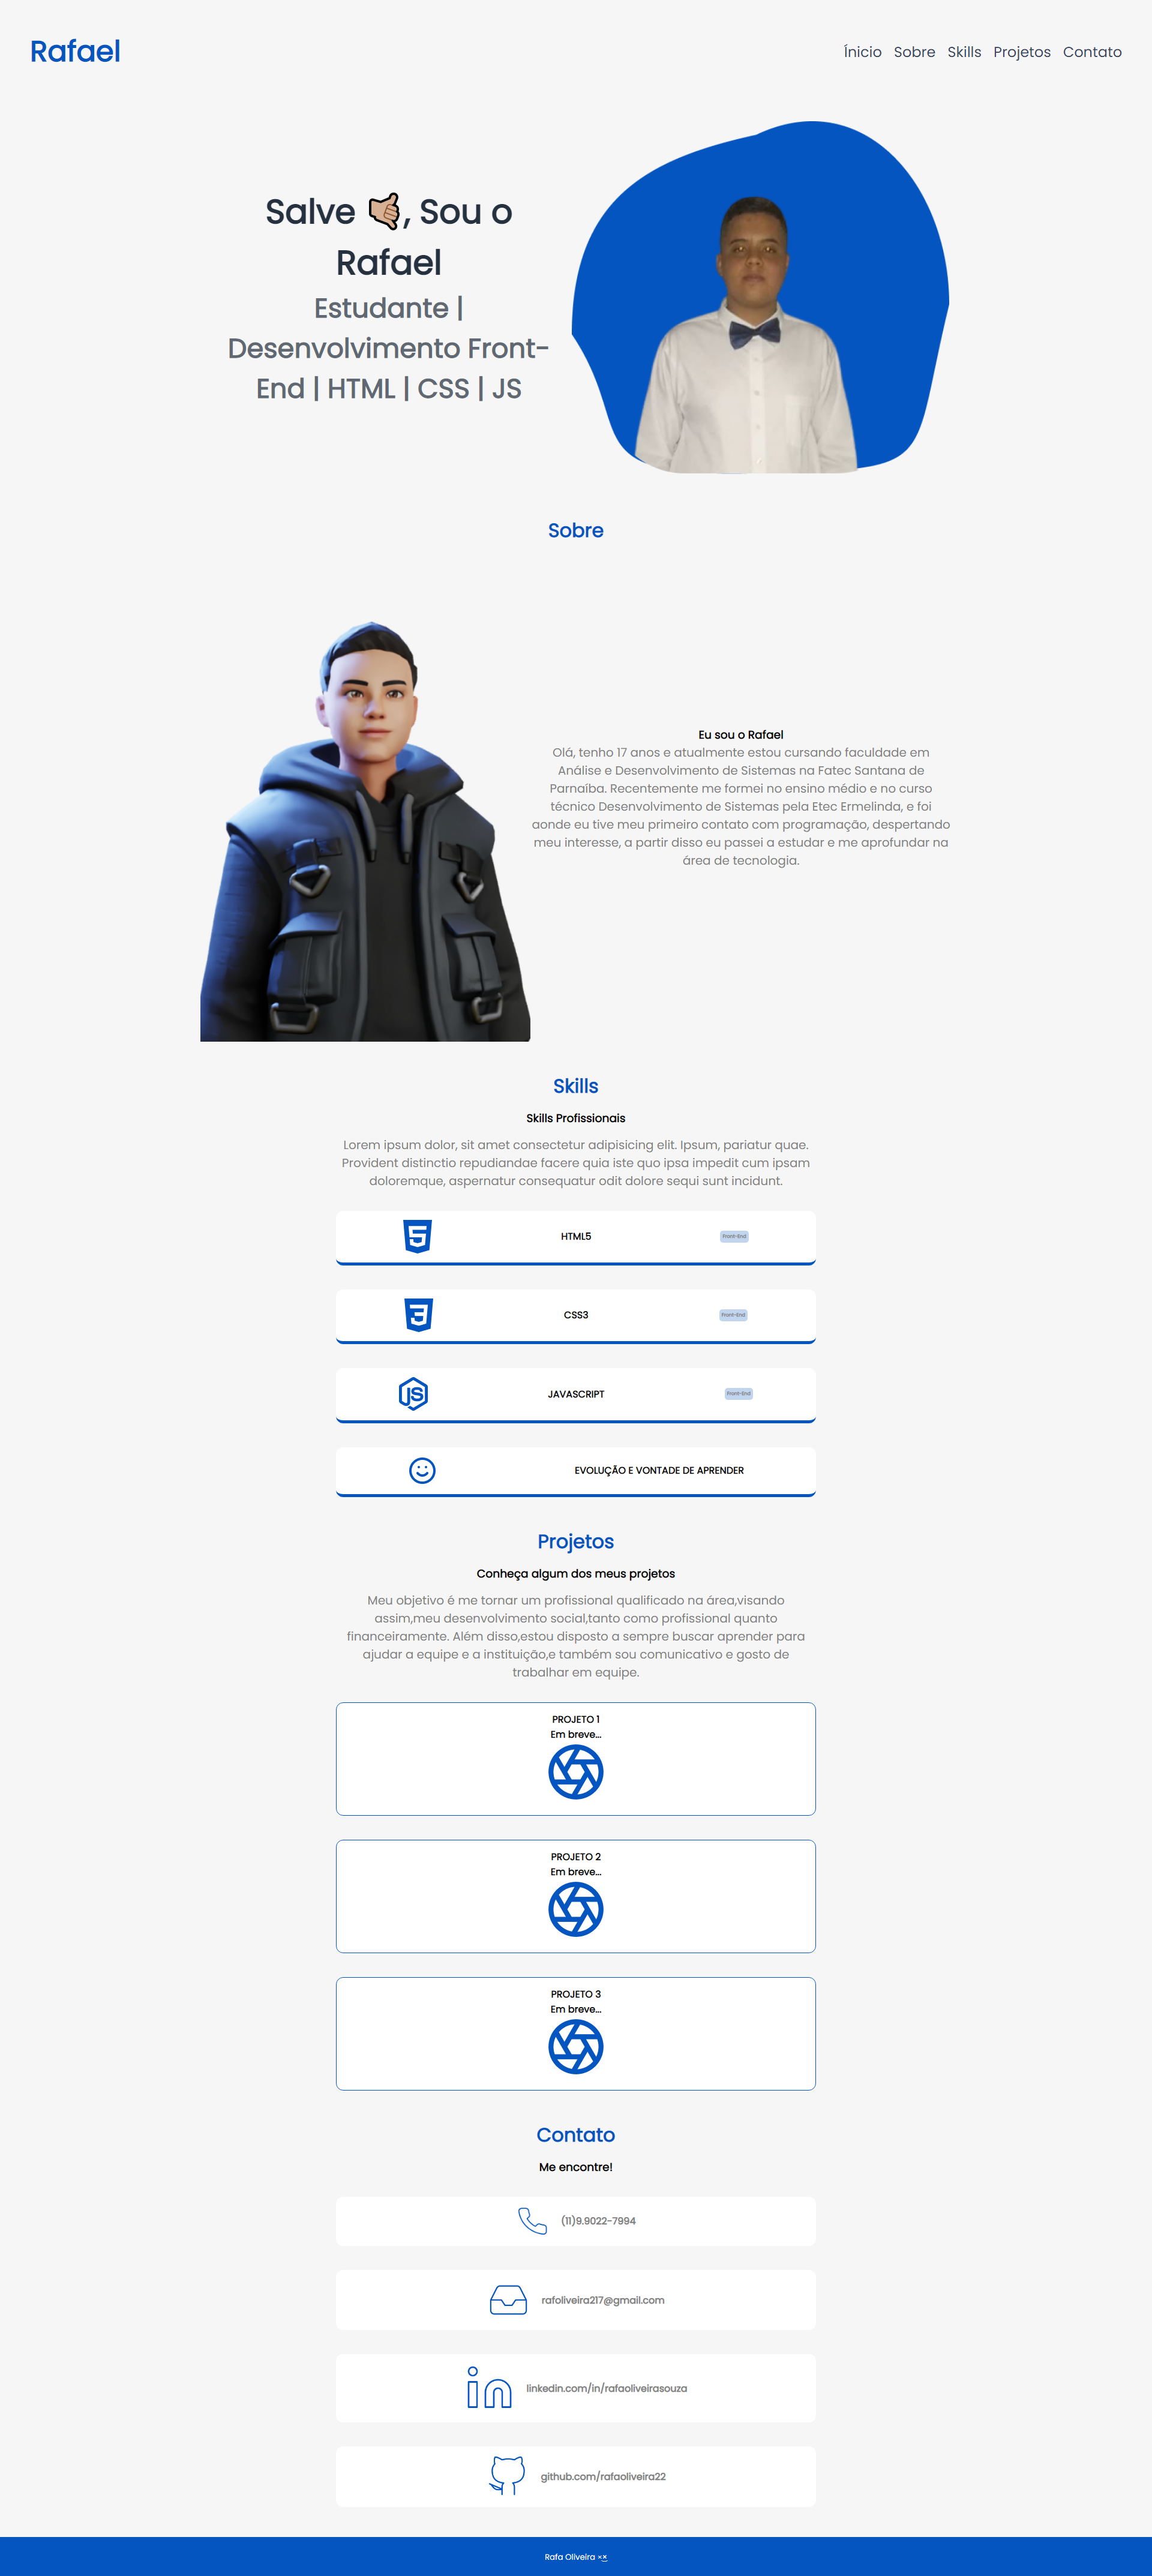 Rafael
Ínicio Sobre Skills Projetos Contato
Salve 🤙🏼, Sou o
Rafael
Estudante |
Desenvolvimento Front-
End | HTML | CSS | JS
Sobre
Eu sou o Rafael
Olá, tenho 17 anos e atualmente estou cursando faculdade em
Análise e Desenvolvimento de Sistemas na Fatec Santana de
Parnaíba. Recentemente me formei no ensino médio e no curso
técnico Desenvolvimento de Sistemas pela Etec Ermelinda, e foi
aonde eu tive meu primeiro contato com programação, despertando
meu interesse, a partir disso eu passei a estudar e me aprofundar na
área de tecnologia.
Skills
Skills Profissionais
Lorem ipsum dolor, sit amet consectetur adipisicing elit. Ipsum, pariatur quae.
Provident distinctio repudiandae facere quia iste quo ipsa impedit cum ipsam
doloremque, aspernatur consequatur odit dolore sequi sunt incidunt.
HTML5 Front-End
CSS3 Front-End
JS JAVASCRIPT Front-End
EVOLUÇÃO E VONTADE DE APRENDER
Projetos
Conheça algum dos meus projetos
Meu objetivo é me tornar um profissional qualificado na área,visando
assim,meu desenvolvimento social,tanto como profissional quanto
financeiramente. Além disso,estou disposto a sempre buscar aprender para
ajudar a equipe e a instituição,e também sou comunicativo e gosto de
trabalhar em equipe.
PROJETO 1
Em breve...
PROJETO 2
Em breve...
PROJETO 3
Em breve...
Contato
Me encontre!
(11)9.9022-7994
rafoliveira217@gmail.com
in linkedin.com/in/rafaoliveirasouza
github.com/rafaoliveira22
Rafa Oliveira